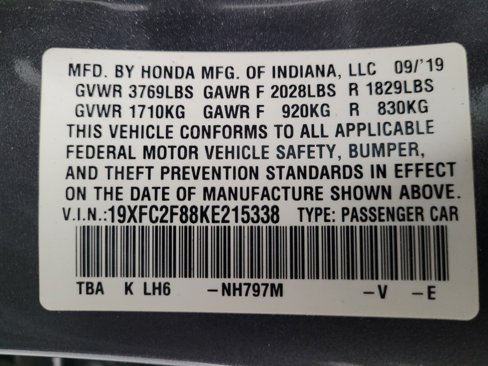 MFD. BY HONDA MFG. OF INDIANA, LLC 09/'19
GVWR 3769LBS GAWR F 2028LBS R 1829LBS
GVWR 1710KG GAWR F 920KG R 830KG
THIS VEHICLE CONFORMS TO ALL APPLICABLE
FEDERAL MOTOR VEHICLE SAFETY, BUMPER,
AND THEFT PREVENTION STANDARDS IN EFFECT
ON THE DATE OF MANUFACTURE SHOWN ABOVE.
V.I.N.:19XFC2F88KE215338 TYPE: PASSENGER CAR
TBA K LH6 -NH797M -V -E